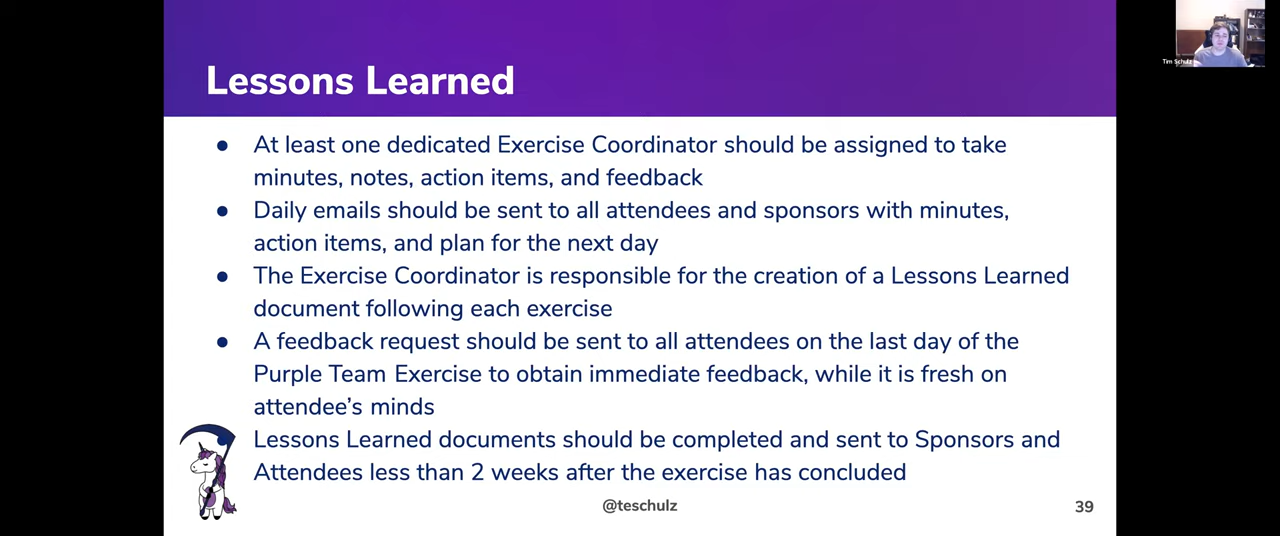 Lessons Learned
Tim Schulz
● At least one dedicated Exercise Coordinator should be assigned to take
minutes, notes, action items, and feedback
● Daily emails should be sent to all attendees and sponsors with minutes,
action items, and plan for the next day
● The Exercise Coordinator is responsible for the creation of a Lessons Learned
document following each exercise
● A feedback request should be sent to all attendees on the last day of the
Purple Team Exercise to obtain immediate feedback, while it is fresh on
attendee's minds
● Lessons Learned documents should be completed and sent to Sponsors and
Attendees less than 2 weeks after the exercise has concluded
@teschulz
39